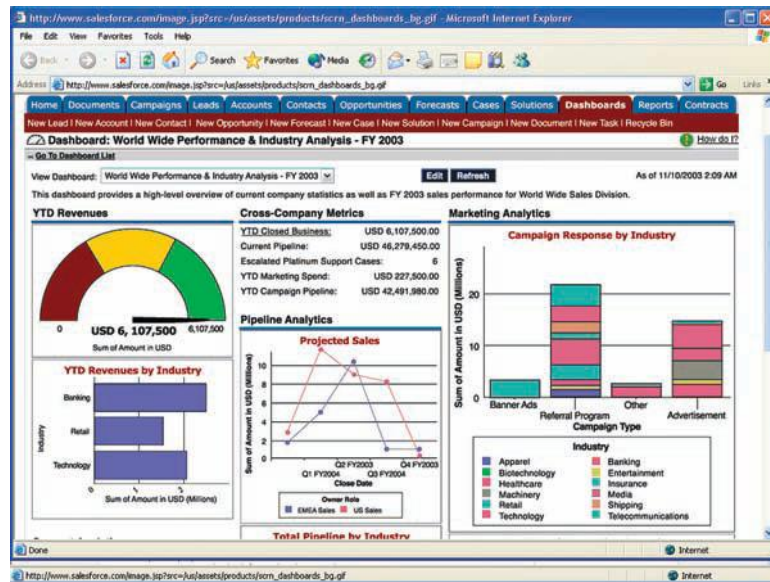 http://www.salesforce.com/image.jsp?src=/us/assets/products/scrn_dashboards_bg.gif - Microsoft Internet Explorer
File Edit View Favorites Tools Help
Back Search Favorites Media
Address http://www.salesforce.com/image.jsp?src=/us/assets/products/scrn_dashboards_bg.gif Go Links
Home Documents Campaigns Leads Accounts Contacts Opportunities Forecasts Cases Solutions Dashboards Reports Contracts
New Lead | New Account | New Contact | New Opportunity | New Forecast | New Case | New Solution | New Campaign | New Document | New Task | Recycle Bin
Dashboard: World Wide Performance & Industry Analysis - FY 2003 How do I?
Go To Dashboard List
View Dashboard: World Wide Performance & Industry Analysis - FY 2003 Edit Refresh As of 11/10/2003 2:09 AM
This dashboard provides a high-level overview of current company statistics as well as FY 2003 sales performance for World Wide Sales Division.
YTD Revenues
0 USD 6, 107,500 6,107,500
Sum of Amount in USD
YTD Revenues by Industry
Industry
Banking
Retail
Technology
0 1 2
Sum of Amount in USD (Millions)
Cross-Company Metrics
YTD Closed Business: USD 6,107,500.00
Current Pipeline: USD 46,279,450.00
Escalated Platinum Support Cases: 6
YTD Marketing Spend: USD 227,500.00
YTD Campaign Pipeline: USD 42,491,980.00
Pipeline Analytics
Projected Sales
Sum of Amount in USD (Millions)
10
8
6
4
2
0
Q2 FY2003 Q4 FY2003
Q1 FY2004 Q3 FY2004
Close Date
Owner Role
EMEA Sales US Sales
Total Pipeline by Industry
Marketing Analytics
Campaign Response by Industry
Sum of Amount in USD (Millions)
20
10
0
Banner Ads Other
Referral Program Advertisement
Campaign Type
Industry
Apparel Banking
Biotechnology Entertainment
Healthcare Insurance
Machinery Media
Retail Shipping
Technology Telecommunications
Done Internet
http://www.salesforce.com/image.jsp?src=/us/assets/products/scrn_dashboards_bg.gif Internet